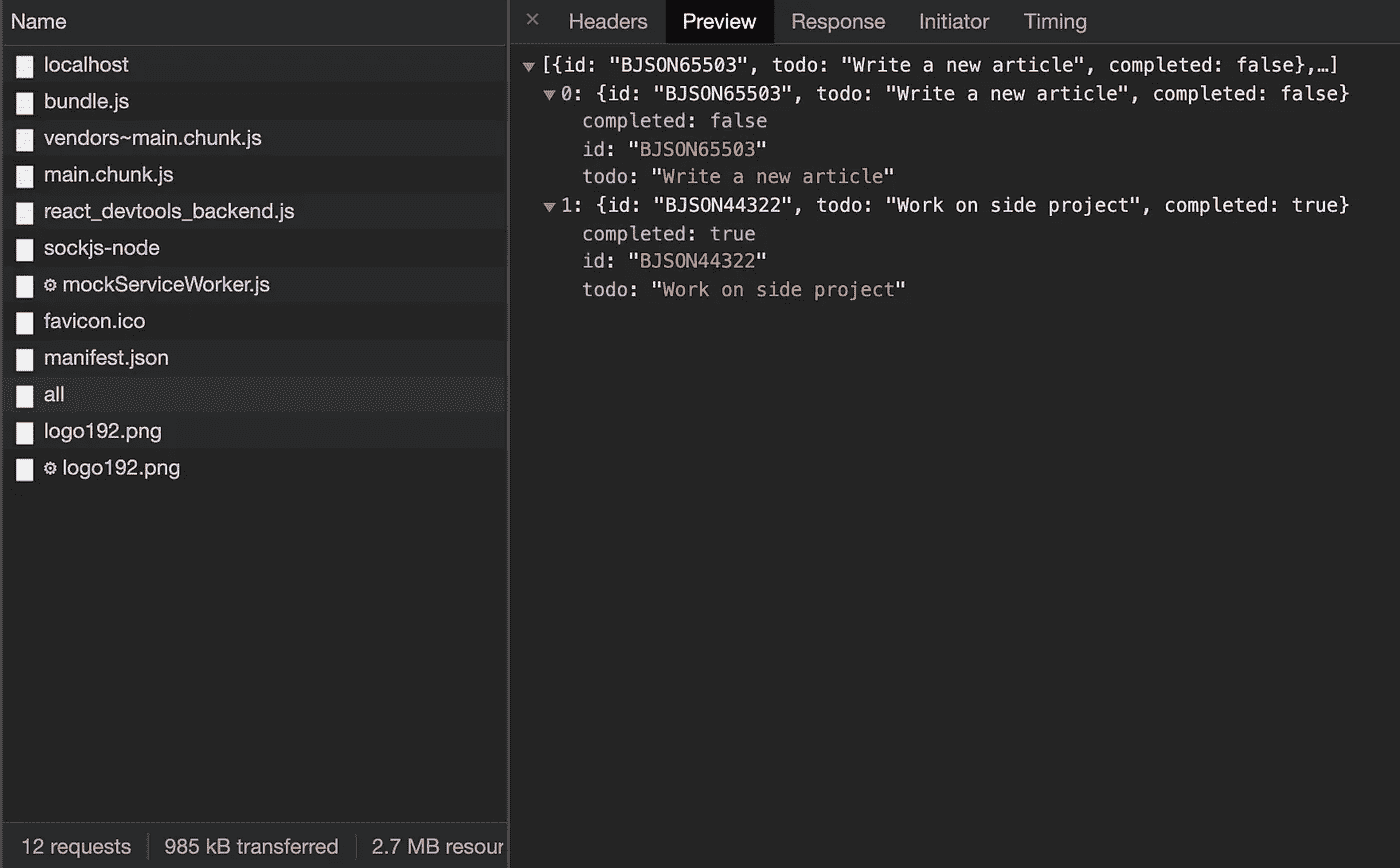 Name
localhost
bundle.js
vendors~main.chunk.js
main.chunk.js
react_devtools_backend.js
sockjs-node
⚙ mockServiceWorker.js
favicon.ico
manifest.json
all
logo192.png
⚙ logo192.png
12 requests 985 kB transferred 2.7 MB resour
× Headers Preview Response Initiator Timing
▼ [{id: "BJSON65503", todo: "Write a new article", completed: false},…]
▼ 0: {id: "BJSON65503", todo: "Write a new article", completed: false}
completed: false
id: "BJSON65503"
todo: "Write a new article"
▼ 1: {id: "BJSON44322", todo: "Work on side project", completed: true}
completed: true
id: "BJSON44322"
todo: "Work on side project"